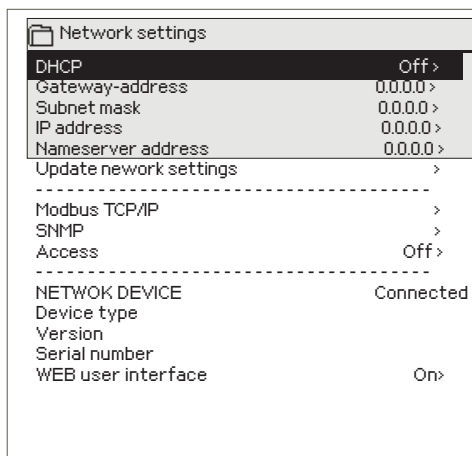 Network settings
DHCP Off >
Gateway-address 0.0.0.0 >
Subnet mask 0.0.0.0 >
IP address 0.0.0.0 >
Nameserver address 0.0.0.0 >
Update nework settings >
- - - - - - - - - - - - - - - - - - - - - - - - - - - - - - - - - - - -
Modbus TCP/IP >
SNMP >
Access Off >
- - - - - - - - - - - - - - - - - - - - - - - - - - - - - - - - - - - -
NETWOK DEVICE Connected
Device type
Version
Serial number
WEB user interface On>